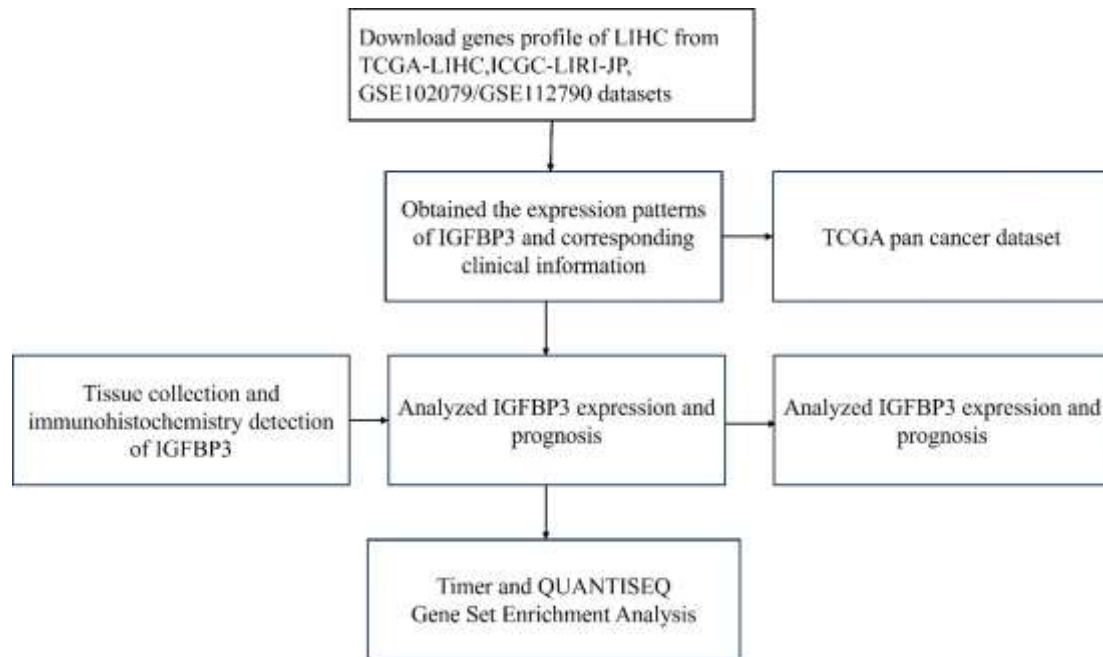 Download genes profile of LIHC from
TCGA-LIHC,ICGC-LIRI-JP,
GSE102079/GSE112790 datasets
Obtained the expression patterns
of IGFBP3 and corresponding
clinical information
TCGA pan cancer dataset
Tissue collection and
immunohistochemistry detection
of IGFBP3
Analyzed IGFBP3 expression and
prognosis
Analyzed IGFBP3 expression and
prognosis
Timer and QUANTISEQ
Gene Set Enrichment Analysis